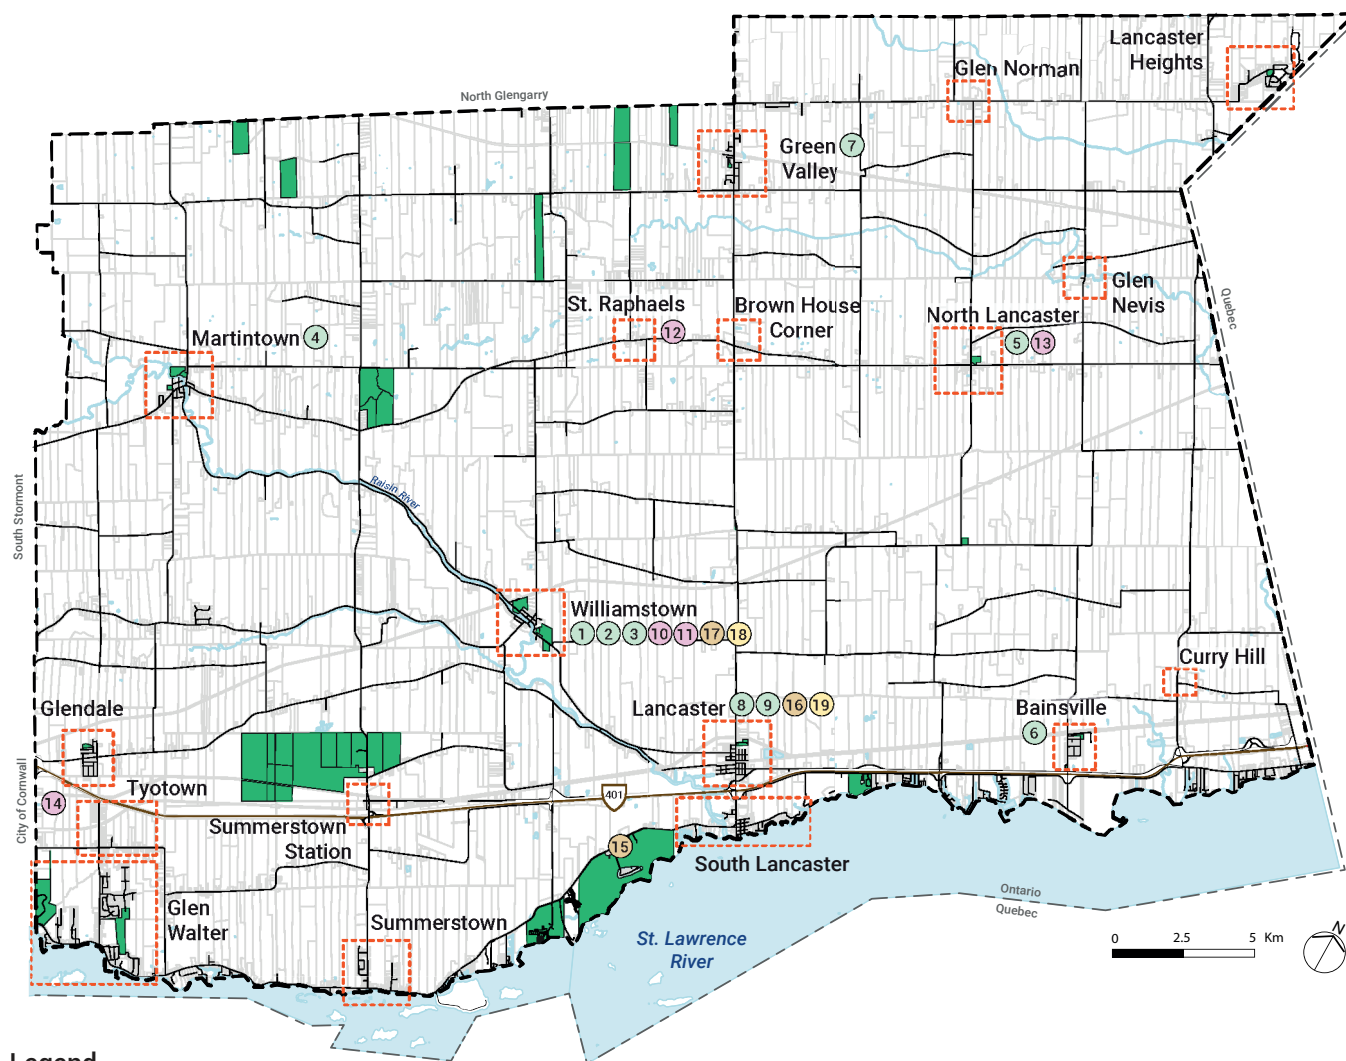 Lancaster
Heights
Glen Norman
North Glengarry
Green
Valley
7
Glen
Nevis
Quebec
St. Raphaels
12
Brown House
Corner
North Lancaster
5
13
Martintown
4
South Stormont
Raisin River
Williamstown
1
2
3
10
11
17
18
Curry Hill
Glendale
Lancaster
8
9
16
19
Bainsville
6
City of Cornwall
14
Tyotown
401
Summerstown
Station
15
South Lancaster
Glen
Walter
Summerstown
Ontario
Quebec
St. Lawrence
River
0
2.5
5
Km
N
Legend